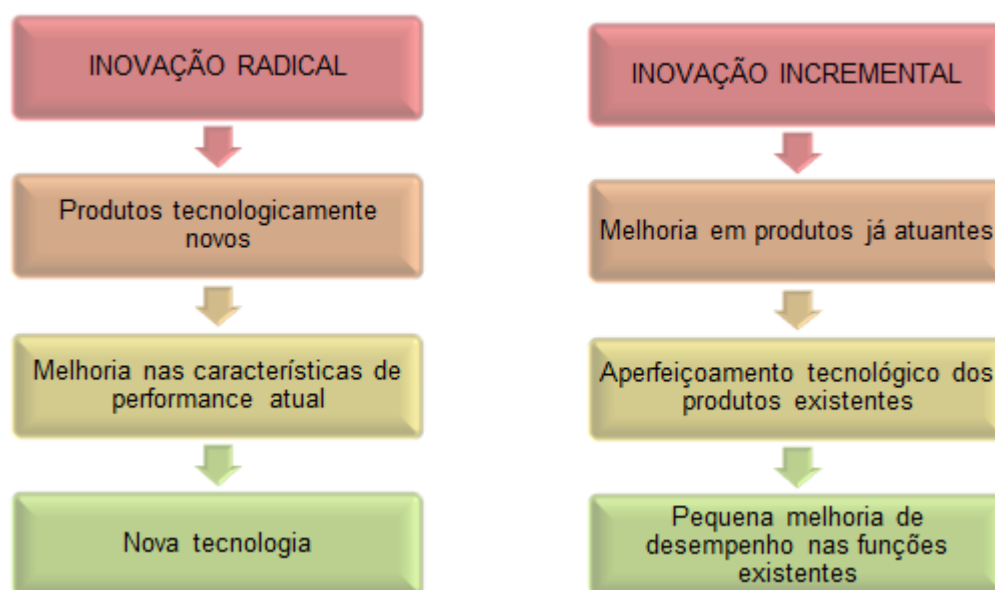 INOVAÇÃO RADICAL
Produtos tecnologicamente
novos
Melhoria nas características de
performance atual
Nova tecnologia
INOVAÇÃO INCREMENTAL
Melhoria em produtos já atuantes
Aperfeiçoamento tecnológico dos
produtos existentes
Pequena melhoria de
desempenho nas funções
existentes